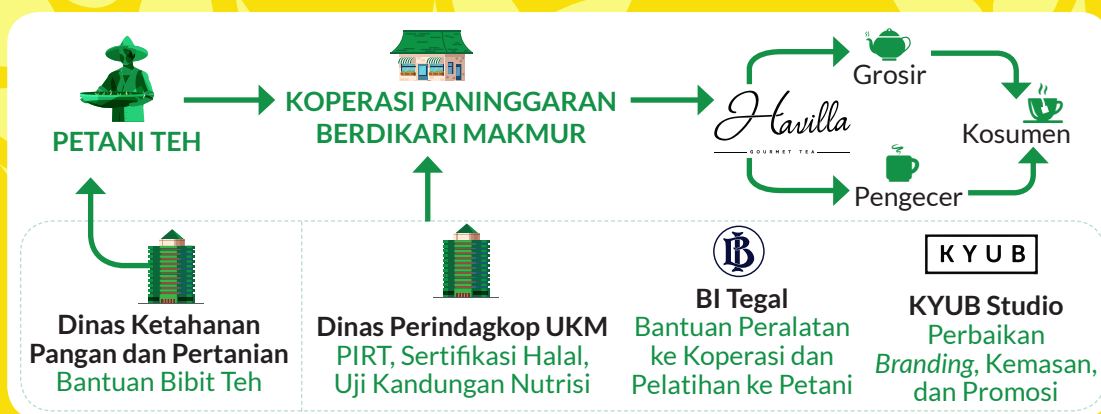 PETANI TEH
KOPERASI PANINGGARAN
BERDIKARI MAKMUR
Havilla
GOURMET TEA
Grosir
Pengecer
Kosumen
Dinas Ketahanan
Pangan dan Pertanian
Bantuan Bibit Teh
Dinas Perindagkop UKM
PIRT, Sertifikasi Halal,
Uji Kandungan Nutrisi
BI Tegal
Bantuan Peralatan
ke Koperasi dan
Pelatihan ke Petani
KYUB
KYUB Studio
Perbaikan
Branding, Kemasan,
dan Promosi